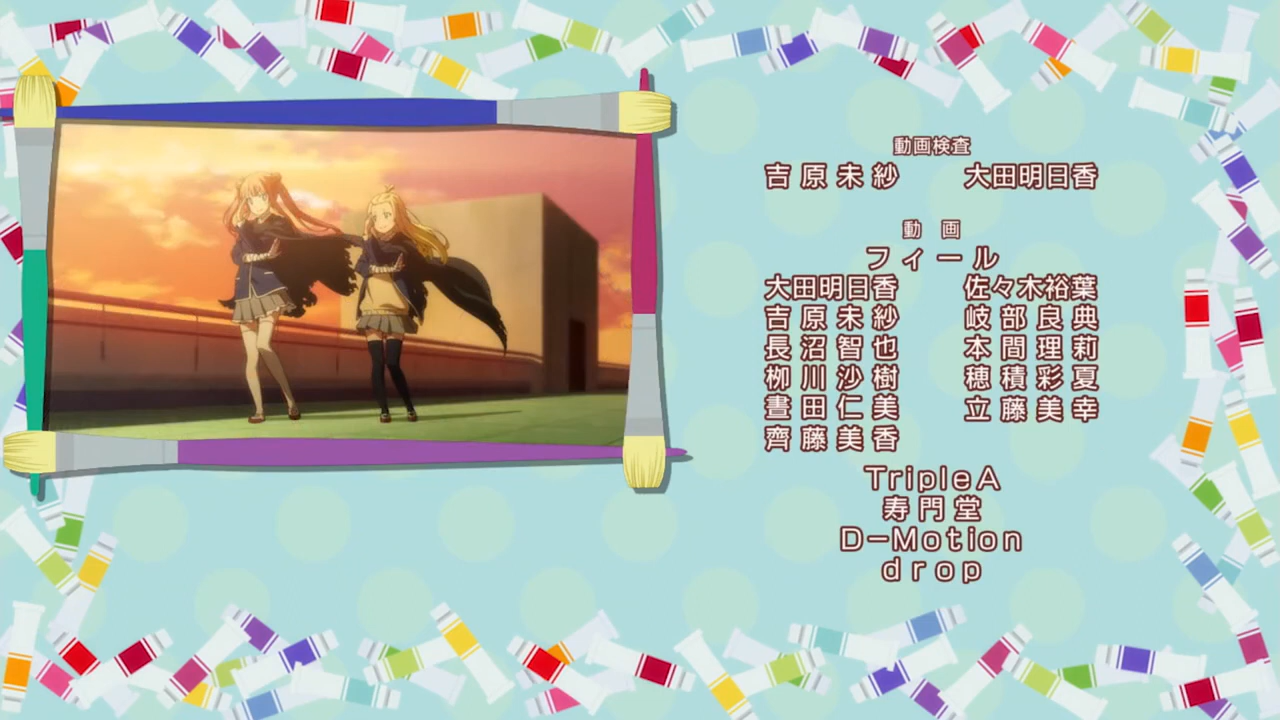 動画検査
吉原未紗 大田明日香
動画
フィール
大田明日香 佐々木裕葉
吉原未紗 岐部良典
長沼智也 本間理莉
栁川沙樹 穂積彩夏
晝田仁美 立藤美幸
齊藤美香
TripleA
寿門堂
D-Motion
drop